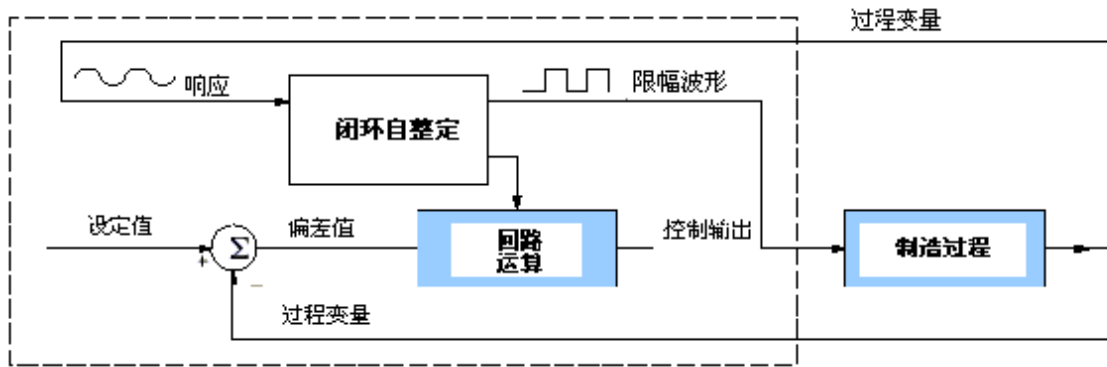 过程变量
响应
限幅波形
闭环自整定
设定值
偏差值
控制输出
+
Σ
−
回路
运算
制造过程
过程变量